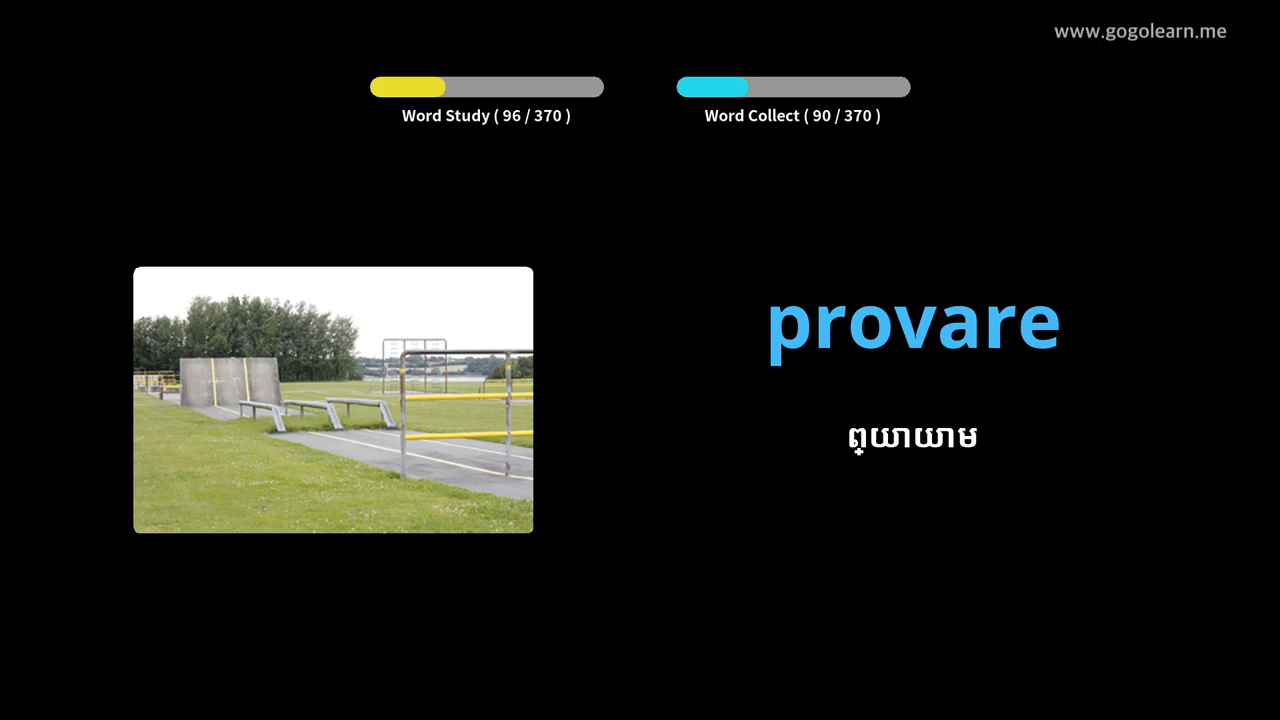 www.gogolearn.me
Word Study ( 96 / 370 )
Word Collect ( 90 / 370 )
provare
ព្យាយាម